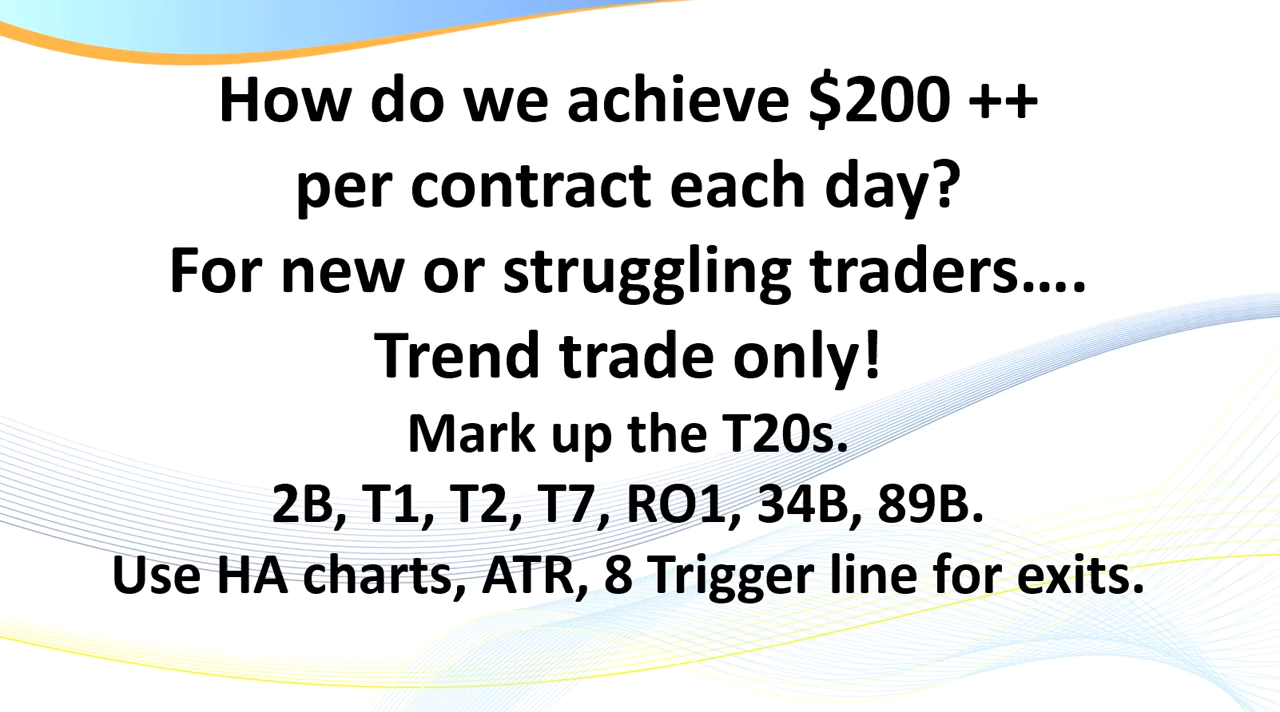 How do we achieve $200 ++
per contract each day?
For new or struggling traders....
Trend trade only!
Mark up the T20s.
2B, T1, T2, T7, RO1, 34B, 89B.
Use HA charts, ATR, 8 Trigger line for exits.